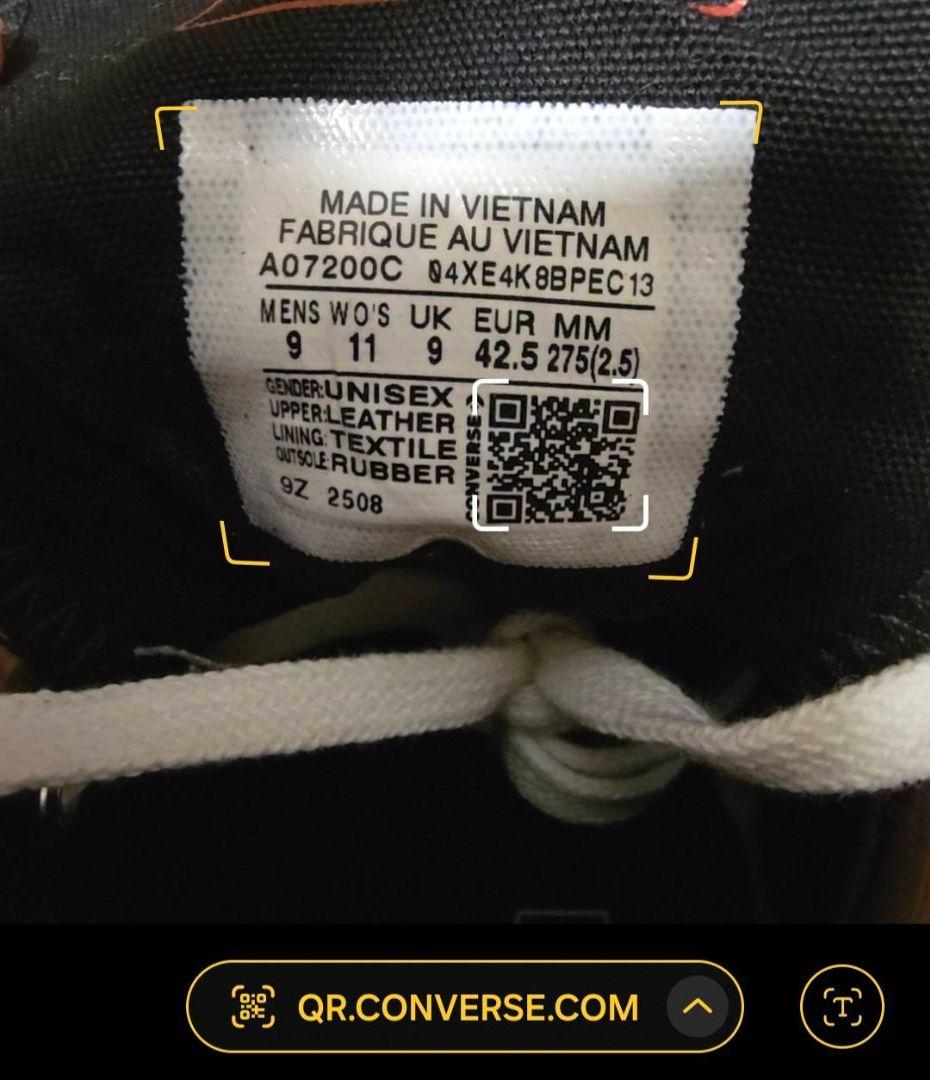 MADE IN VIETNAM
FABRIQUE AU VIETNAM
A07200C 04XE4K8BPEC13
MENS WO'S UK EUR MM
9 11 9 42.5 275(2.5)
GENDER:UNISEX
UPPER:LEATHER
LINING:TEXTILE
OUTSOLE:RUBBER
9Z 2508
CONVERSE
QR.CONVERSE.COM
T